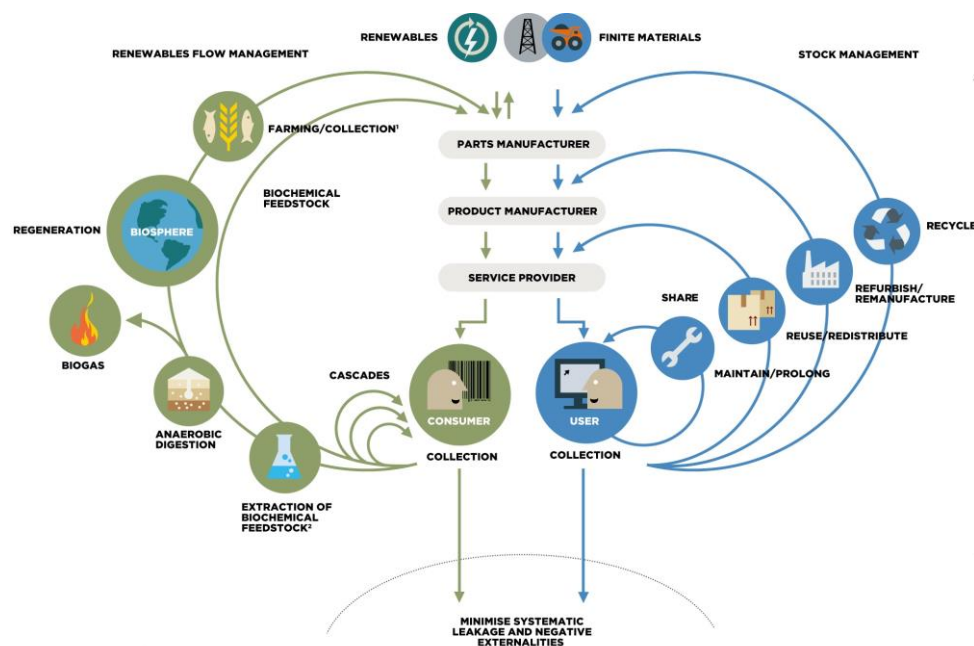 RENEWABLES
FINITE MATERIALS
RENEWABLES FLOW MANAGEMENT
STOCK MANAGEMENT
FARMING/COLLECTION¹
PARTS MANUFACTURER
BIOCHEMICAL
FEEDSTOCK
PRODUCT MANUFACTURER
REGENERATION
BIOSPHERE
RECYCLE
SERVICE PROVIDER
REFURBISH/
REMANUFACTURE
SHARE
REUSE/REDISTRIBUTE
BIOGAS
MAINTAIN/PROLONG
CASCADES
CONSUMER
USER
ANAEROBIC
DIGESTION
COLLECTION
COLLECTION
EXTRACTION OF
BIOCHEMICAL
FEEDSTOCK²
MINIMISE SYSTEMATIC
LEAKAGE AND NEGATIVE
EXTERNALITIES